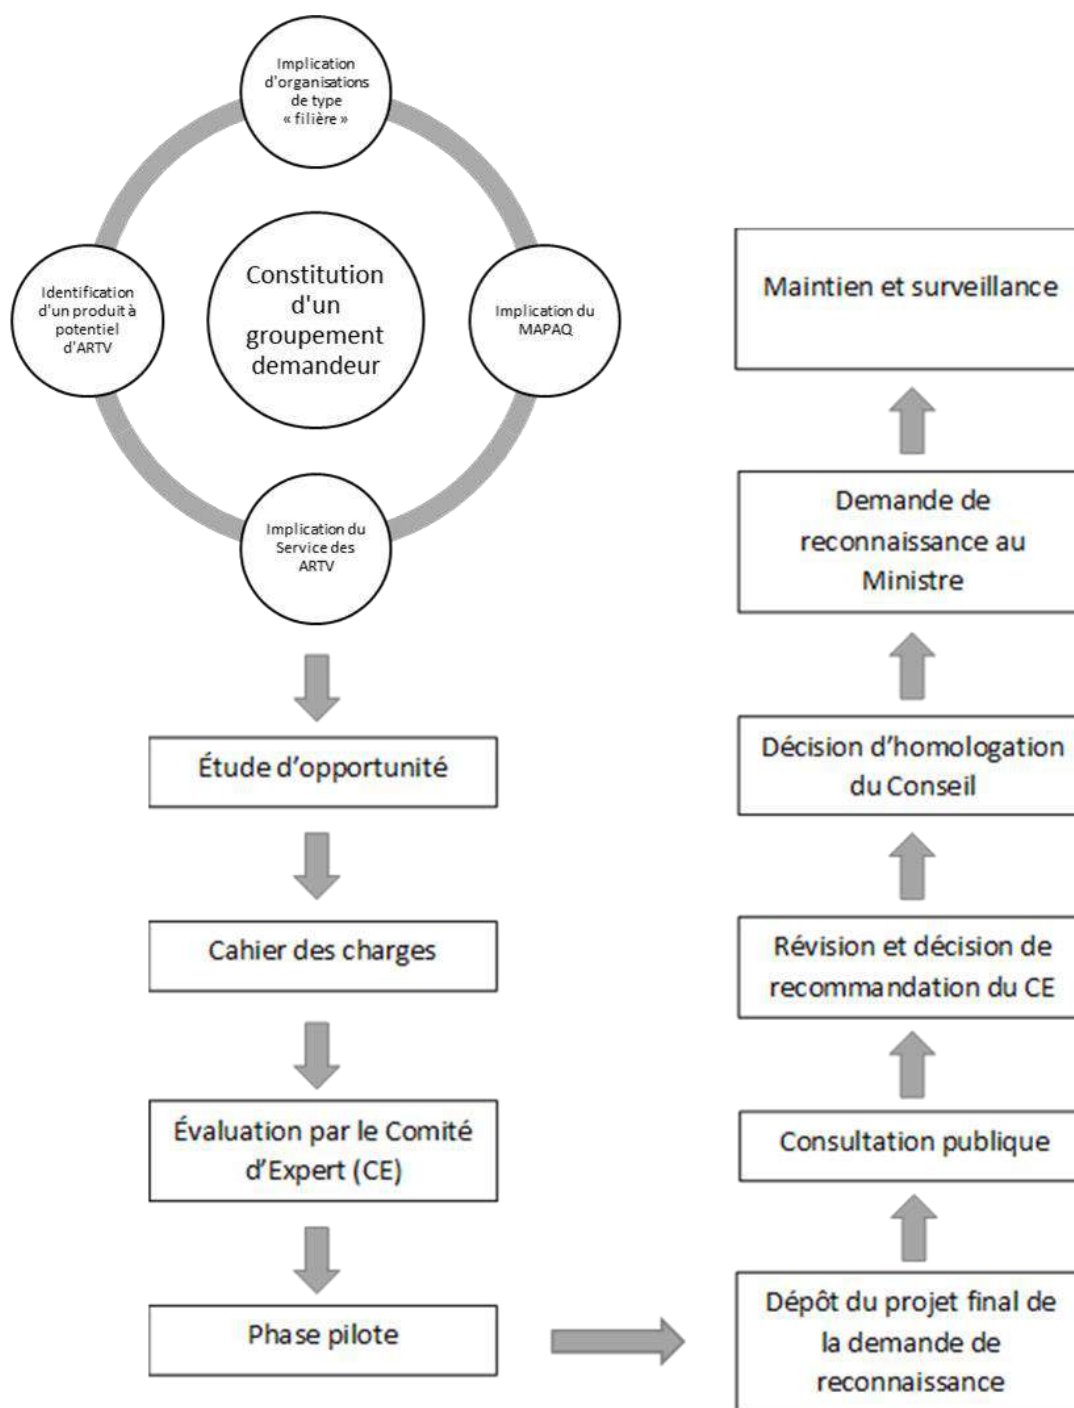 Implication
d'organisations
de type
« filière »
Identification
d'un produit à
potentiel
d'ARTV
Constitution
d'un
groupement
demandeur
Implication du
MAPAQ
Implication du
Service des
ARTV
Étude d’opportunité
Cahier des charges
Évaluation par le Comité
d’Expert (CE)
Phase pilote
Dépôt du projet final de
la demande de
reconnaissance
Consultation publique
Révision et décision de
recommandation du CE
Décision d’homologation
du Conseil
Demande de
reconnaissance au
Ministre
Maintien et surveillance